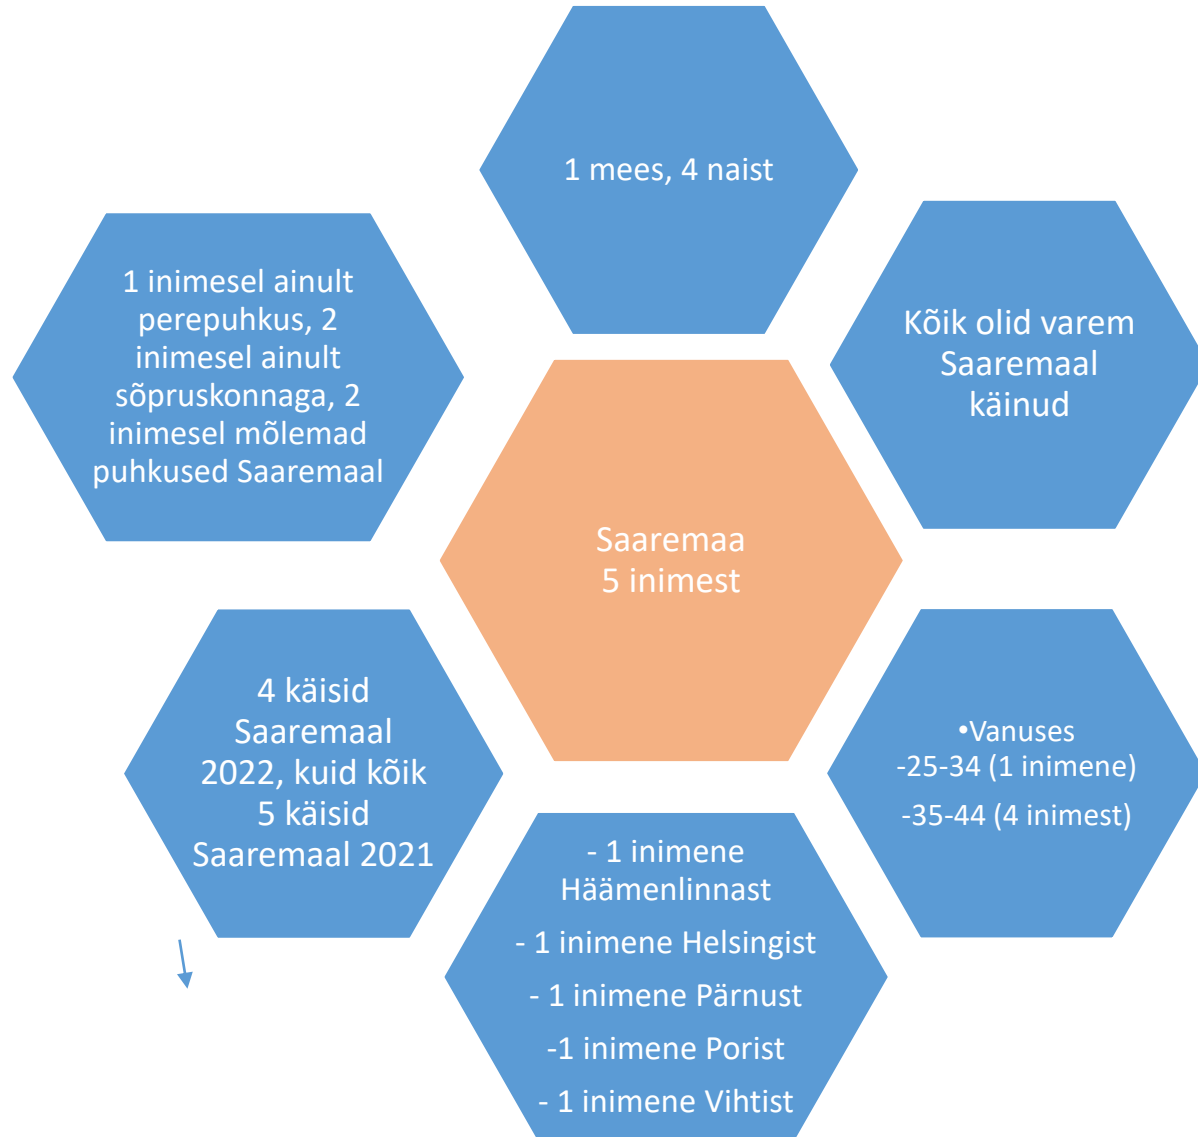 1 mees, 4 naist
1 inimesel ainult
perepuhkus, 2
inimesel ainult
sõpruskonnaga, 2
inimesel mõlemad
puhkused Saaremaal
Kõik olid varem
Saaremaal
käinud
Saaremaa
5 inimest
4 käisid
Saaremaal
2022, kuid kõik
5 käisid
Saaremaal 2021
•Vanuses
-25-34 (1 inimene)
-35-44 (4 inimest)
- 1 inimene
Häämenlinnast
- 1 inimene Helsingist
- 1 inimene Pärnust
-1 inimene Porist
- 1 inimene Vihtist